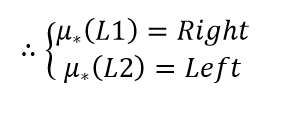 ∴ {μ∗(L1) = Right
μ∗(L2) = Left